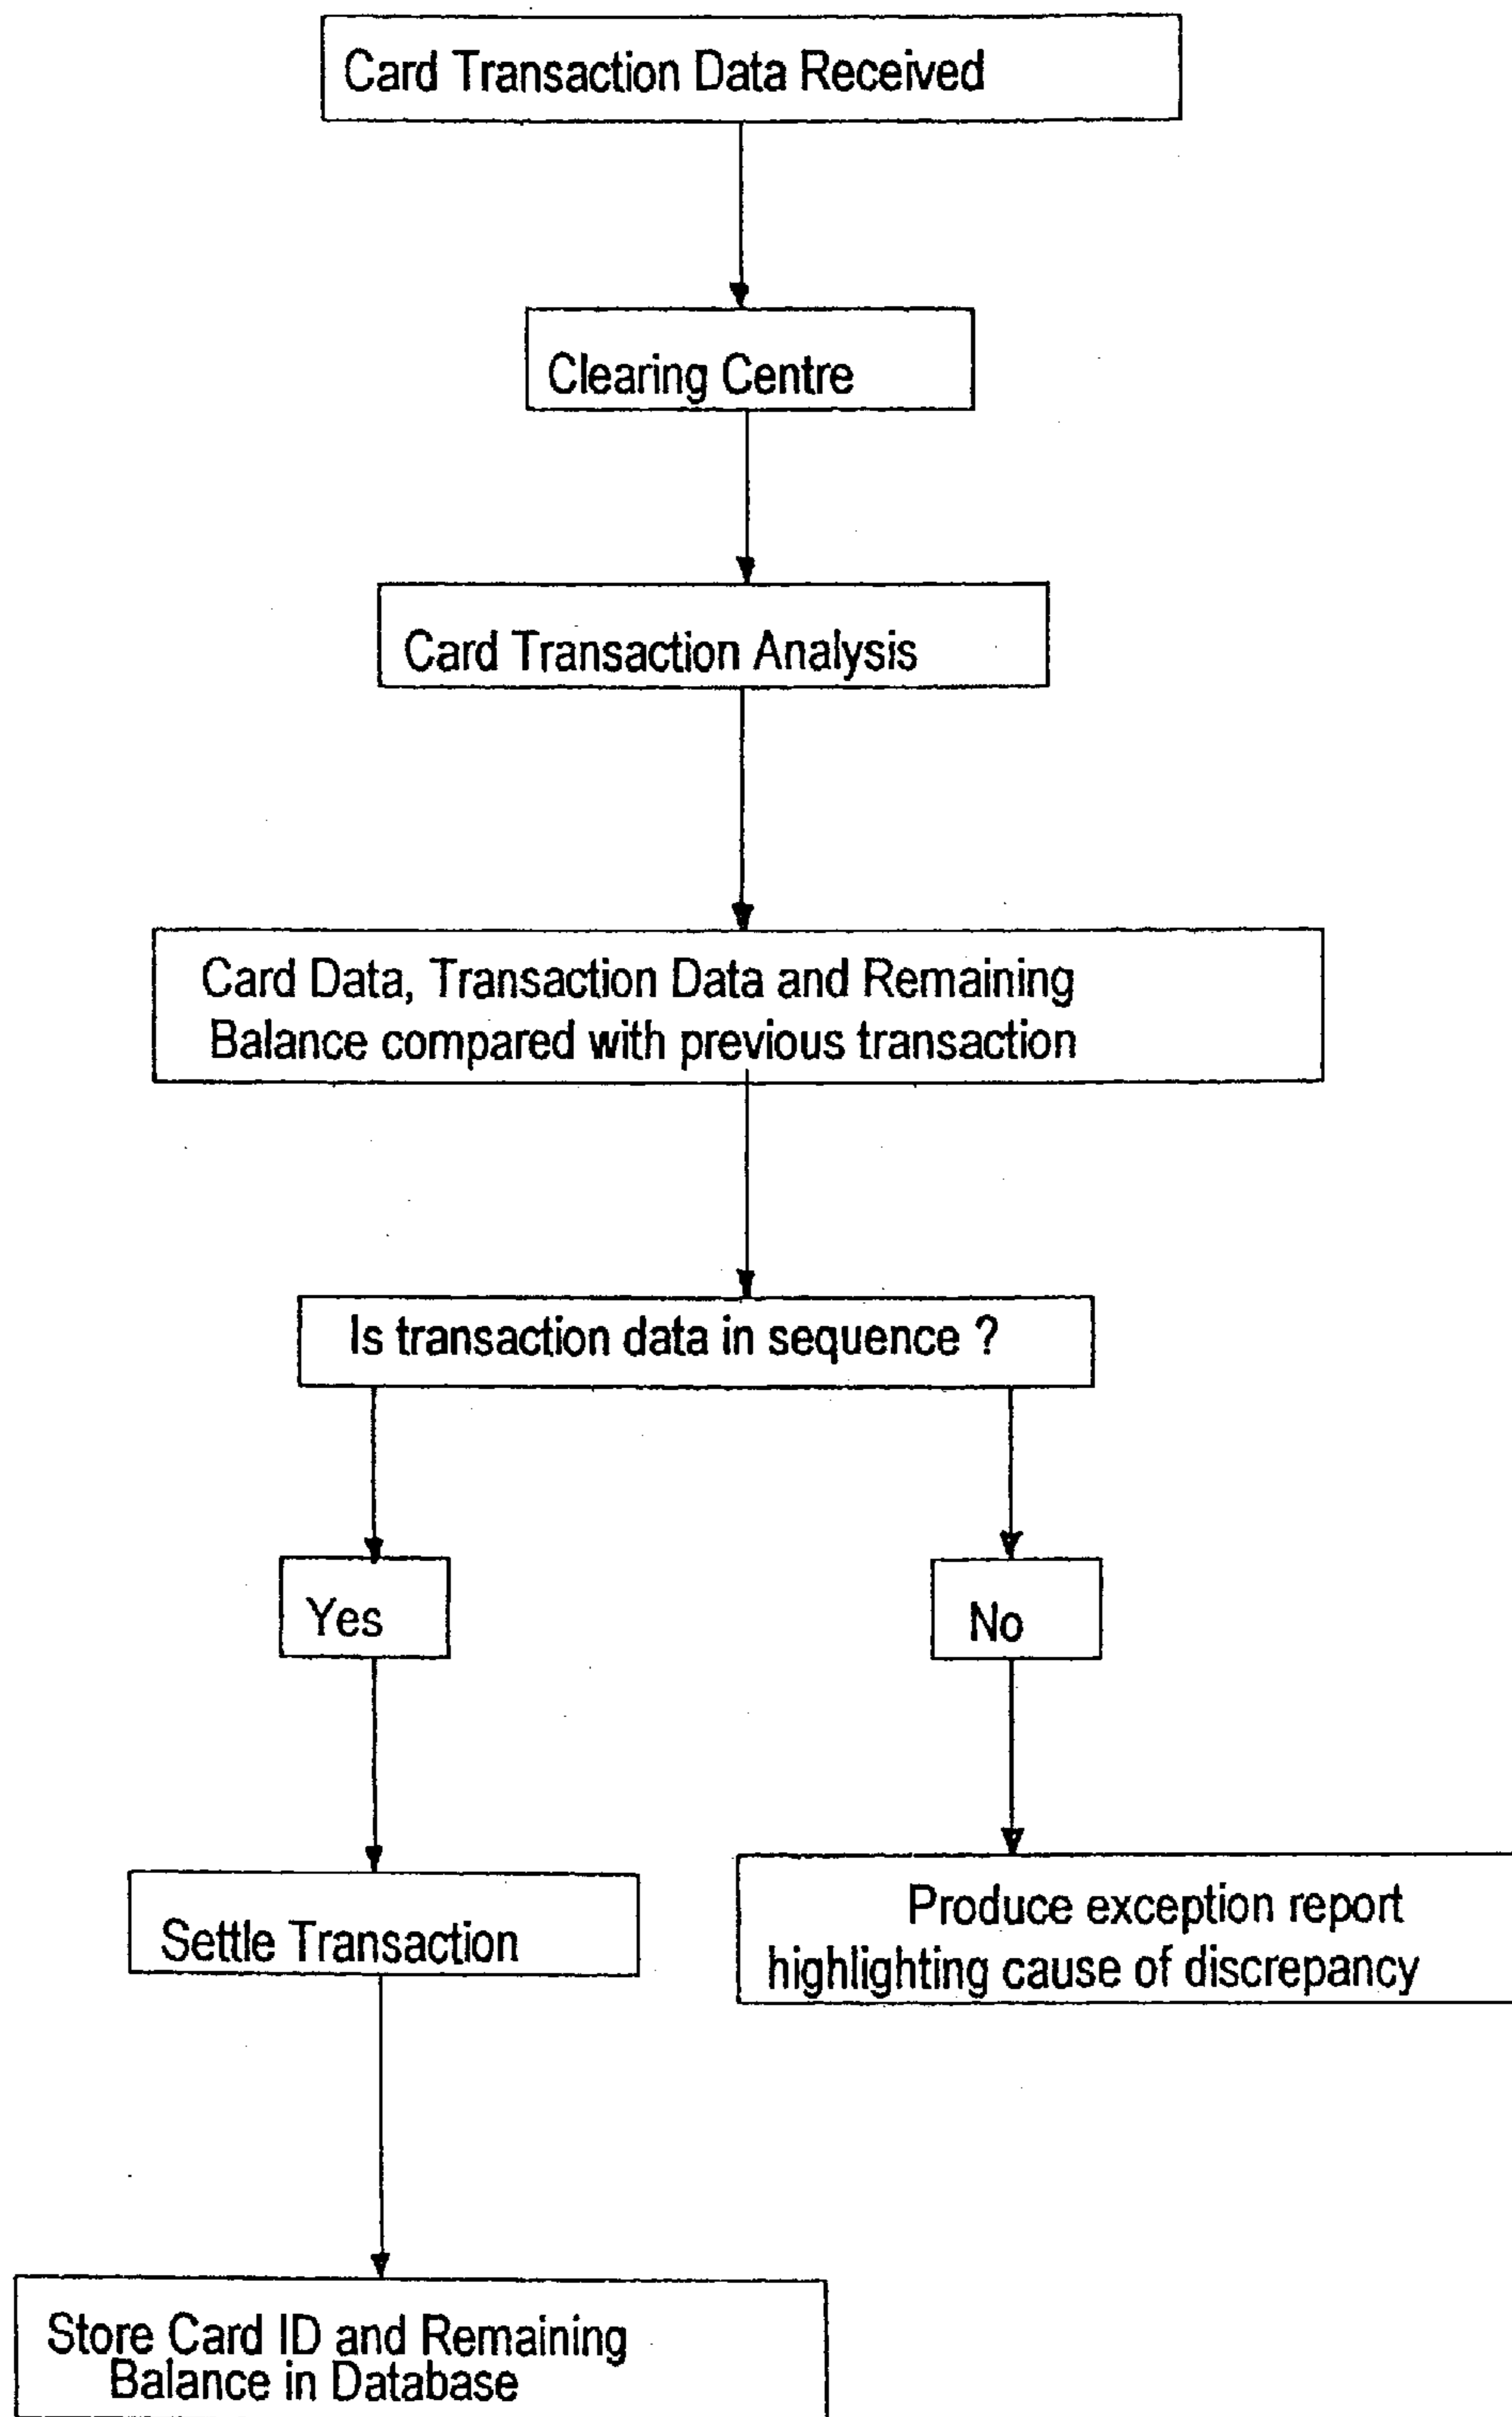 Card Transaction Data Received
Clearing Centre
Card Transaction Analysis
Card Data, Transaction Data and Remaining
Balance compared with previous transaction
Is transaction data in sequence ?
Yes
No
Settle Transaction
Produce exception report
highlighting cause of discrepancy
Store Card ID and Remaining
Balance in Database